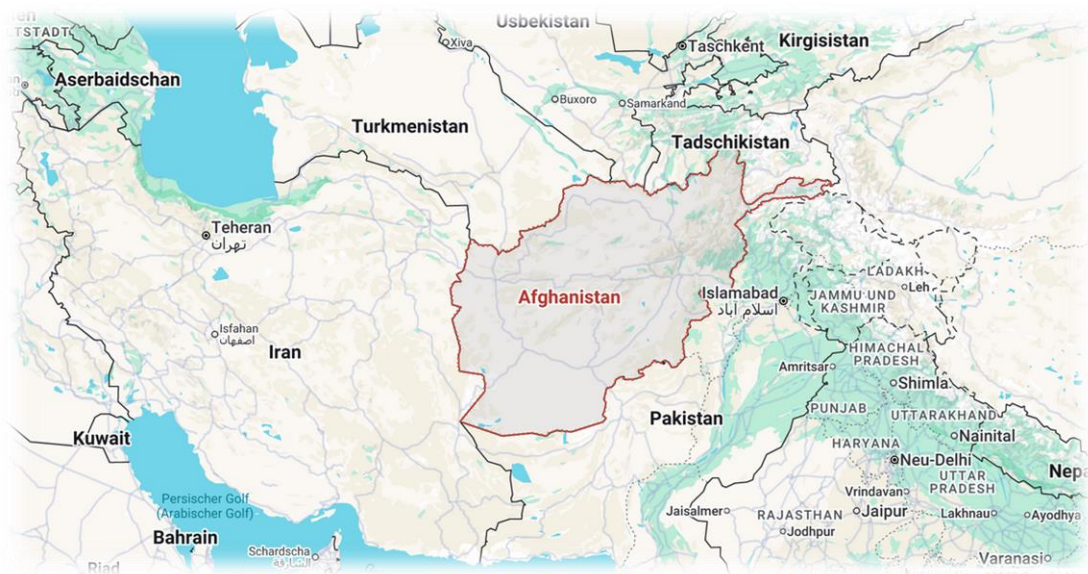 Usbekistan
TSTADT
Xiva
Taschkent
Kirgisistan
Aserbaidschan
Buxoro
Samarkand
Turkmenistan
Tadschikistan
Teheran
تهران
LADAKH
Leh
Afghanistan
Islamabad
اسلام آباد
JAMMU UND
KASHMIR
Isfahan
اصفهان
Iran
HIMACHAL
PRADESH
Amritsar
Shimla
PUNJAB
UTTARAKHAND
Pakistan
Kuwait
Nainital
HARYANA
Neu-Delhi
Nepa
UTTAR
PRADESH
Vrindavan
Persischer Golf
(Arabischer Golf)
Jaisalmer
RAJASTHAN
Jaipur
Lakhnau
Ayodhya
Jodhpur
Bahrain
Schardscha
Varanasi
Riad